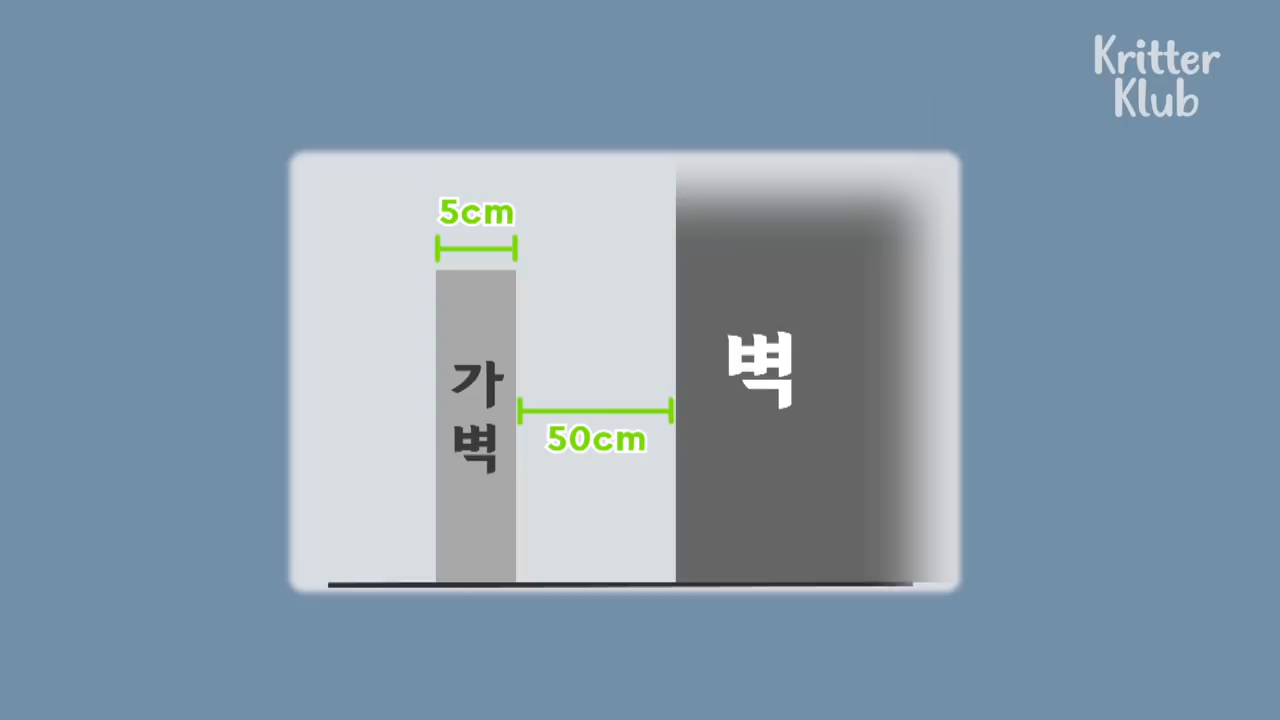 Kritter
Klub
5cm
가
벽
벽
50cm